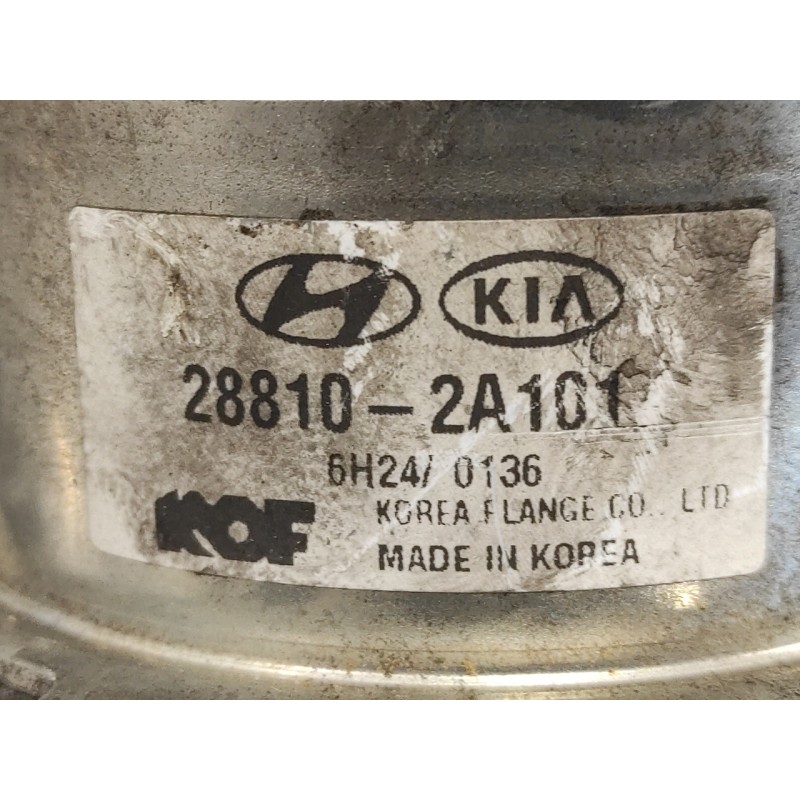 KIA
28810-2A101
6H24/ 0136
KOF KOREA FLANGE CO., LTD
MADE IN KOREA